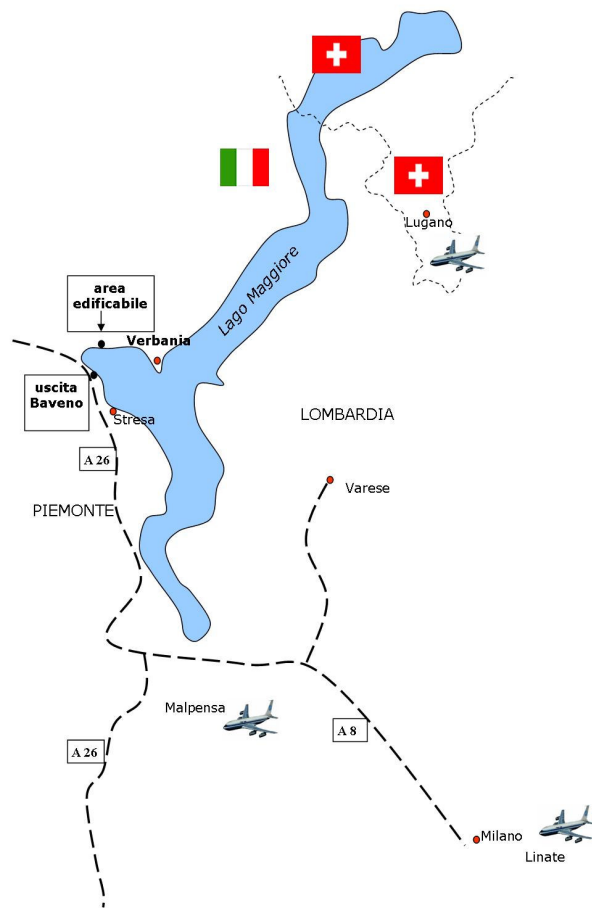 Lugano
Lago Maggiore
area
edificabile
Verbania
uscita
Baveno
Stresa
LOMBARDIA
A 26
Varese
PIEMONTE
Malpensa
A 8
A 26
Milano
Linate